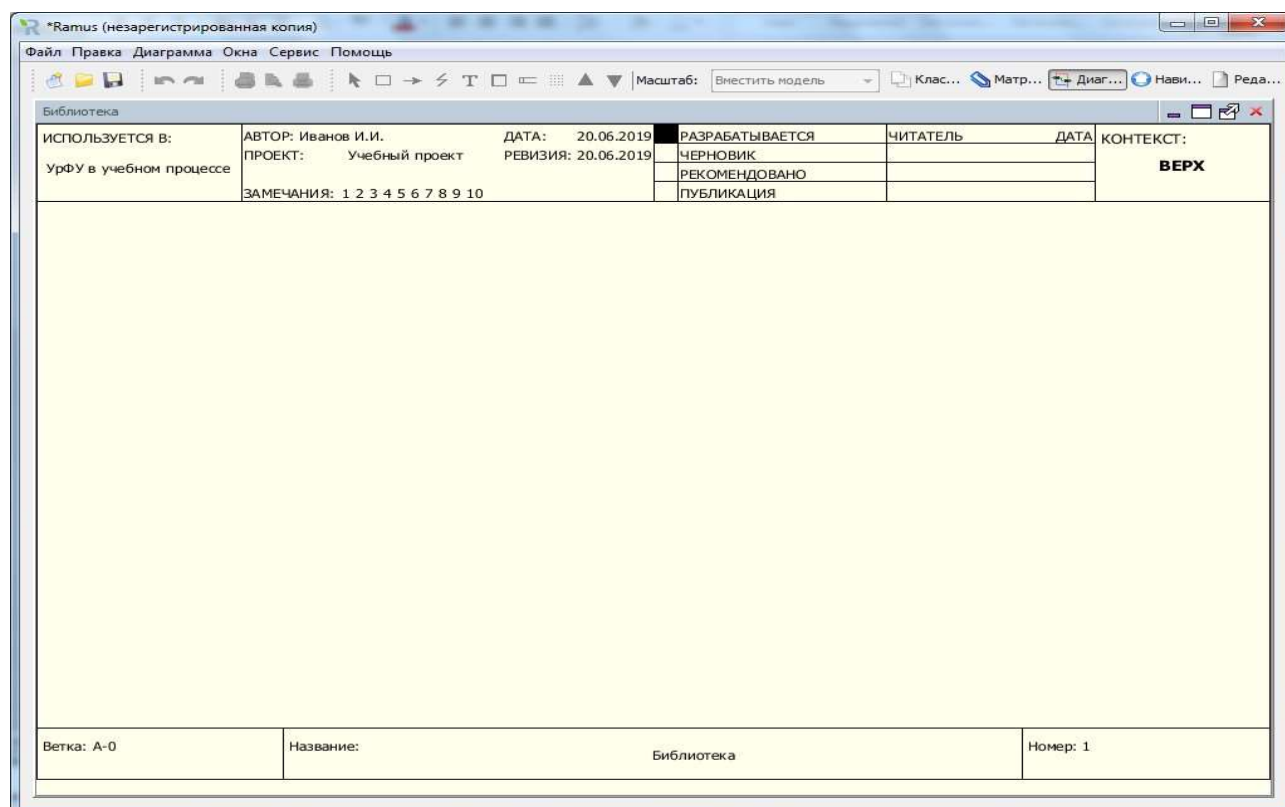 *Ramus (незарегистрированная копия)
Файл Правка Диаграмма Окна Сервис Помощь
Масштаб: Вместить модель Клас... Матр... Диаг... Нави... Реда...
Библиотека
ИСПОЛЬЗУЕТСЯ В:
УрФУ в учебном процессе
АВТОР: Иванов И.И. ДАТА: 20.06.2019
ПРОЕКТ: Учебный проект РЕВИЗИЯ: 20.06.2019
ЗАМЕЧАНИЯ: 1 2 3 4 5 6 7 8 9 10
РАЗРАБАТЫВАЕТСЯ
ЧЕРНОВИК
РЕКОМЕНДОВАНО
ПУБЛИКАЦИЯ
ЧИТАТЕЛЬ ДАТА
КОНТЕКСТ:
ВЕРХ
Ветка: A-0
Название:
Библиотека
Номер: 1